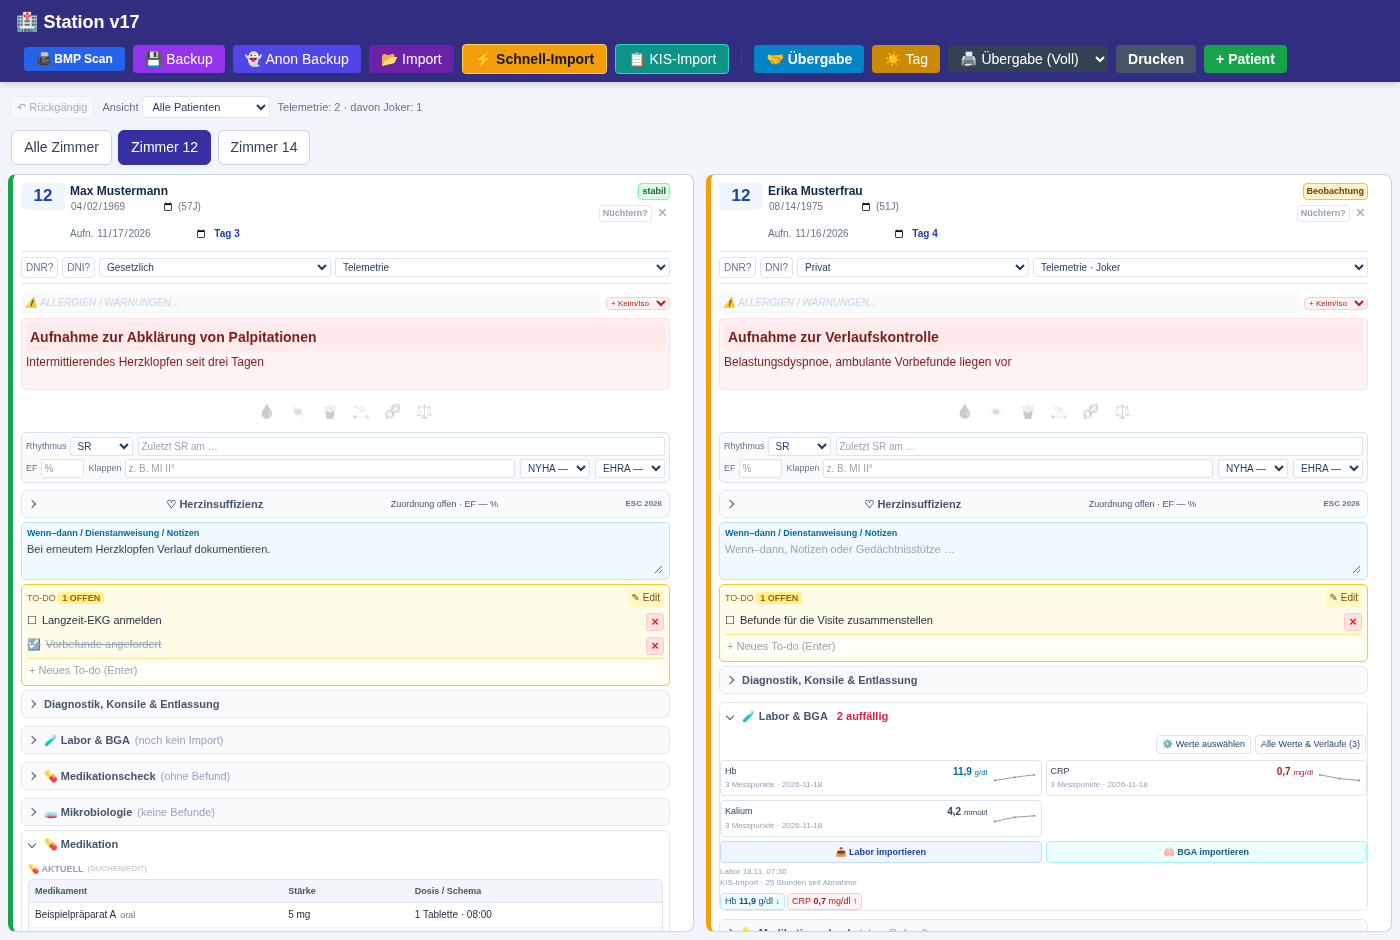 🏥 Station v17
📠 BMP Scan
💾 Backup
👻 Anon Backup
📂 Import
⚡ Schnell-Import
📋 KIS-Import
🤝 Übergabe
☀️ Tag
🖨️ Übergabe (Voll)
Drucken
+ Patient
↶ Rückgängig
Ansicht
Alle Patienten
Telemetrie: 2 · davon Joker: 1
Alle Zimmer
Zimmer 12
Zimmer 14
12
Max Mustermann
stabil
04/02/1969 (57J)
Nüchtern? ×
Aufn. 11/17/2026 Tag 3
DNR? DNI? Gesetzlich Telemetrie
⚠️ ALLERGIEN / WARNUNGEN...
+ Keim/Iso
Aufnahme zur Abklärung von Palpitationen
Intermittierendes Herzklopfen seit drei Tagen
Rhythmus SR Zuletzt SR am …
EF % Klappen z. B. MI II° NYHA — EHRA —
♡ Herzinsuffizienz Zuordnung offen · EF — % ESC 2026
Wenn–dann / Dienstanweisung / Notizen
Bei erneutem Herzklopfen Verlauf dokumentieren.
TO-DO 1 OFFEN ✎ Edit
☐ Langzeit-EKG anmelden ×
☑ Vorbefunde angefordert ×
+ Neues To-do (Enter)
Diagnostik, Konsile & Entlassung
🧪 Labor & BGA (noch kein Import)
💊 Medikationscheck (ohne Befund)
🧫 Mikrobiologie (keine Befunde)
💊 Medikation
💊 AKTUELL (SUCHEN/EDIT)
Medikament Stärke Dosis / Schema
Beispielpräparat A oral 5 mg 1 Tablette · 08:00
12
Erika Musterfrau
Beobachtung
08/14/1975 (51J)
Nüchtern? ×
Aufn. 11/16/2026 Tag 4
DNR? DNI? Privat Telemetrie · Joker
⚠️ ALLERGIEN / WARNUNGEN...
+ Keim/Iso
Aufnahme zur Verlaufskontrolle
Belastungsdyspnoe, ambulante Vorbefunde liegen vor
Rhythmus SR Zuletzt SR am …
EF % Klappen z. B. MI II° NYHA — EHRA —
♡ Herzinsuffizienz Zuordnung offen · EF — % ESC 2026
Wenn–dann / Dienstanweisung / Notizen
Wenn–dann, Notizen oder Gedächtnisstütze …
TO-DO 1 OFFEN ✎ Edit
☐ Befunde für die Visite zusammenstellen ×
+ Neues To-do (Enter)
Diagnostik, Konsile & Entlassung
🧪 Labor & BGA 2 auffällig
⚙️ Werte auswählen
Alle Werte & Verläufe (3)
Hb 11,9 g/dl
3 Messpunkte · 2026-11-18
CRP 0,7 mg/dl
3 Messpunkte · 2026-11-18
Kalium 4,2 mmol/l
3 Messpunkte · 2026-11-18
📥 Labor importieren
🫁 BGA importieren
Labor 18.11. 07:30
KIS-Import · 25 Stunden seit Abnahme
Hb 11,9 g/dl ↓
CRP 0,7 mg/dl ↑